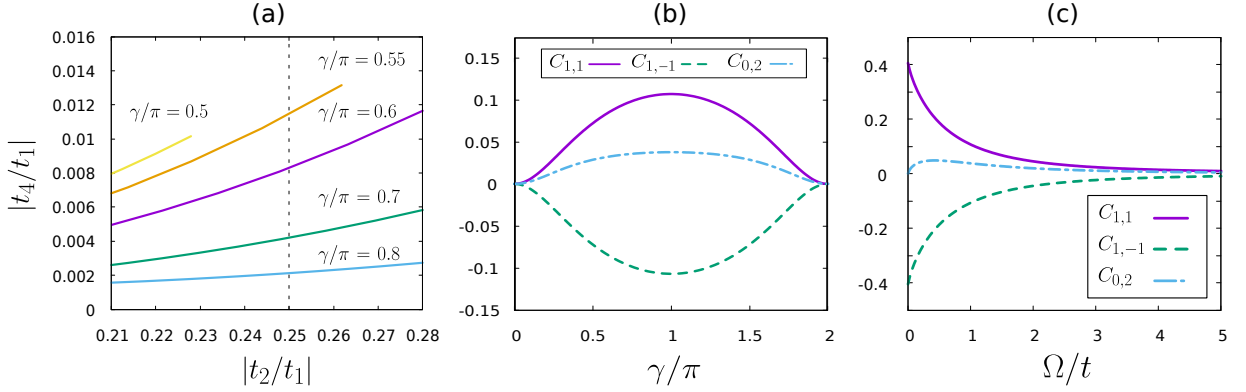 (a)
0.016
0.014
0.012
0.01
0.008
0.006
0.004
0.002
0
|t₄/t₁|
γ/π = 0.55
γ/π = 0.5
γ/π = 0.6
γ/π = 0.7
γ/π = 0.8
0.21 0.22 0.23 0.24 0.25 0.26 0.27 0.28
|t₂/t₁|
(b)
0.15
0.1
0.05
0
-0.05
-0.1
-0.15
C₁,₁ C₁,₋₁ C₀,₂
0 0.5 1 1.5 2
γ/π
(c)
0.4
0.2
0
-0.2
-0.4
C₁,₁
C₁,₋₁
C₀,₂
0 1 2 3 4 5
Ω/t